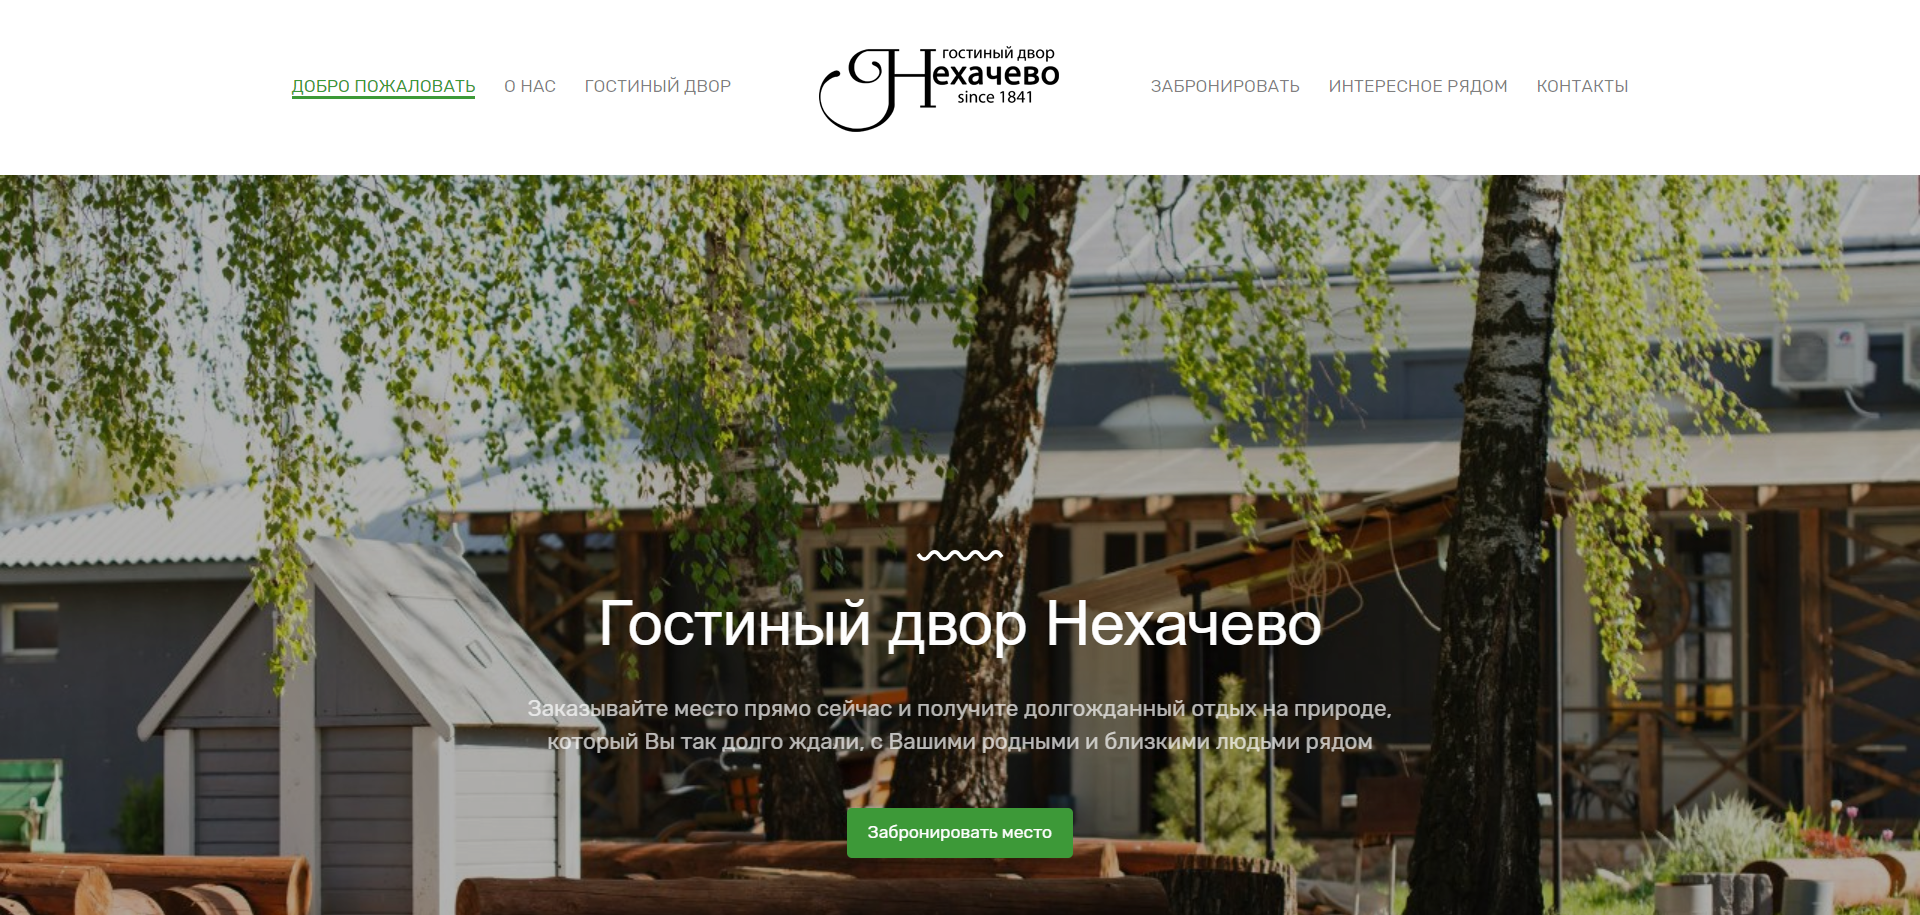 ДОБРО ПОЖАЛОВАТЬ
О НАС
ГОСТИНЫЙ ДВОР
гостиный двор
Нехачево
since 1841
ЗАБРОНИРОВАТЬ
ИНТЕРЕСНОЕ РЯДОМ
КОНТАКТЫ
Гостиный двор Нехачево
Заказывайте место прямо сейчас и получите долгожданный отдых на природе,
который Вы так долго ждали, с Вашими родными и близкими людьми рядом
Забронировать место